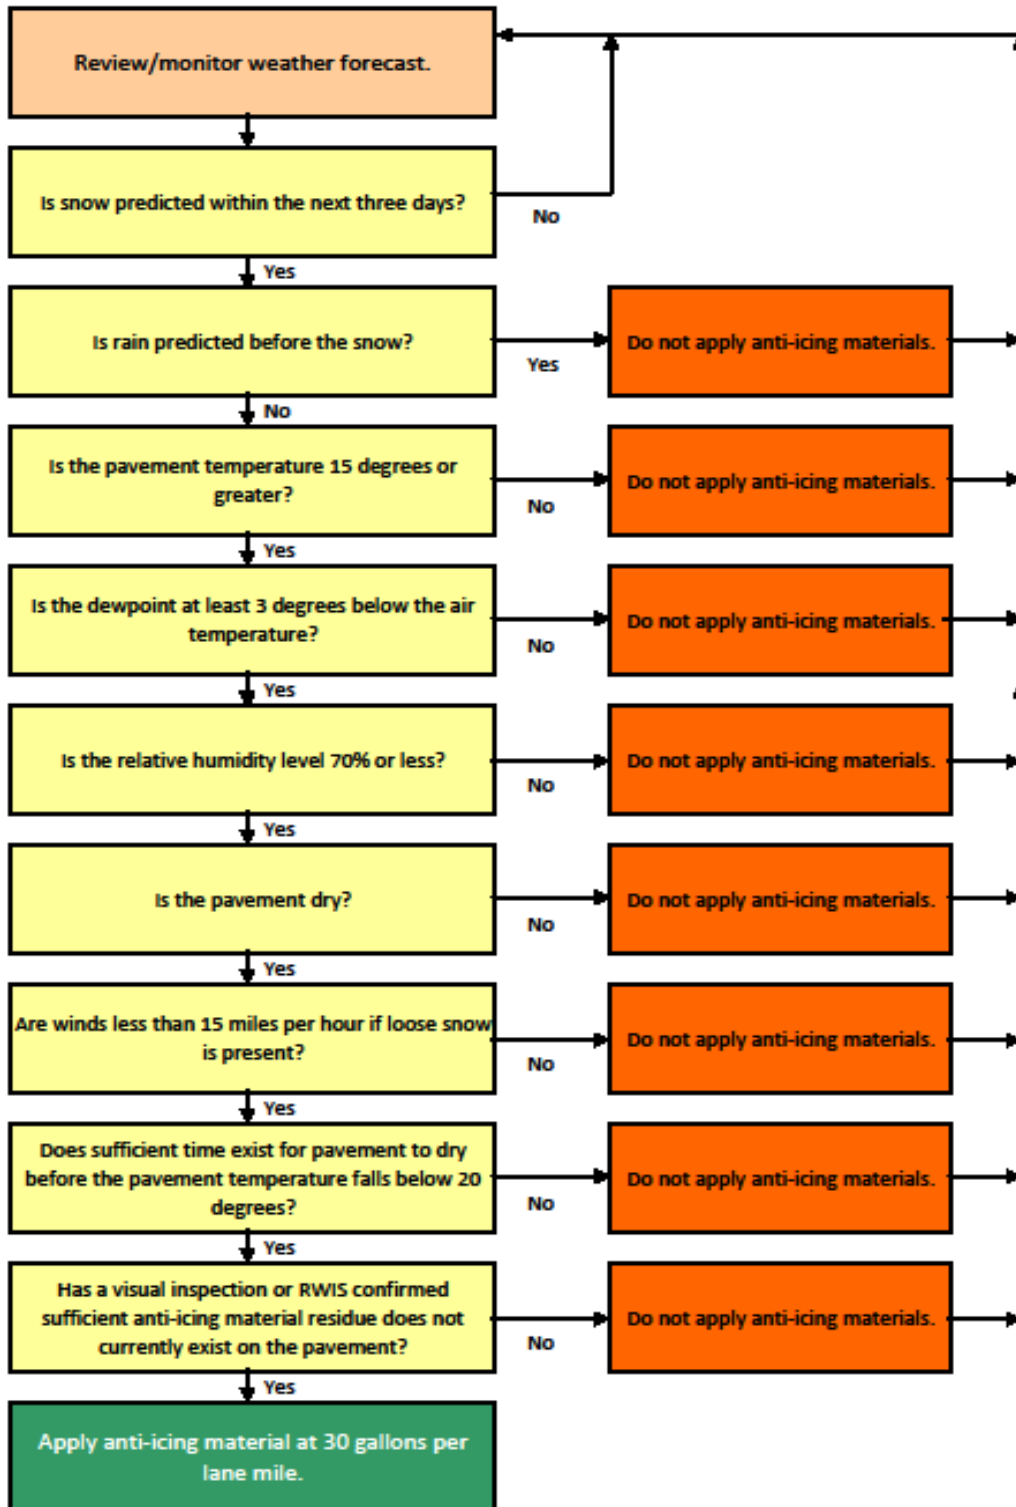 Review/monitor weather forecast.
Is snow predicted within the next three days?
No
Yes
Is rain predicted before the snow?
Yes
Do not apply anti-icing materials.
No
Is the pavement temperature 15 degrees or
greater?
No
Do not apply anti-icing materials.
Yes
Is the dewpoint at least 3 degrees below the air
temperature?
No
Do not apply anti-icing materials.
Yes
Is the relative humidity level 70% or less?
No
Do not apply anti-icing materials.
Yes
Is the pavement dry?
No
Do not apply anti-icing materials.
Yes
Are winds less than 15 miles per hour if loose snow
is present?
No
Do not apply anti-icing materials.
Yes
Does sufficient time exist for pavement to dry
before the pavement temperature falls below 20
degrees?
No
Do not apply anti-icing materials.
Yes
Has a visual inspection or RWIS confirmed
sufficient anti-icing material residue does not
currently exist on the pavement?
No
Do not apply anti-icing materials.
Yes
Apply anti-icing material at 30 gallons per
lane mile.